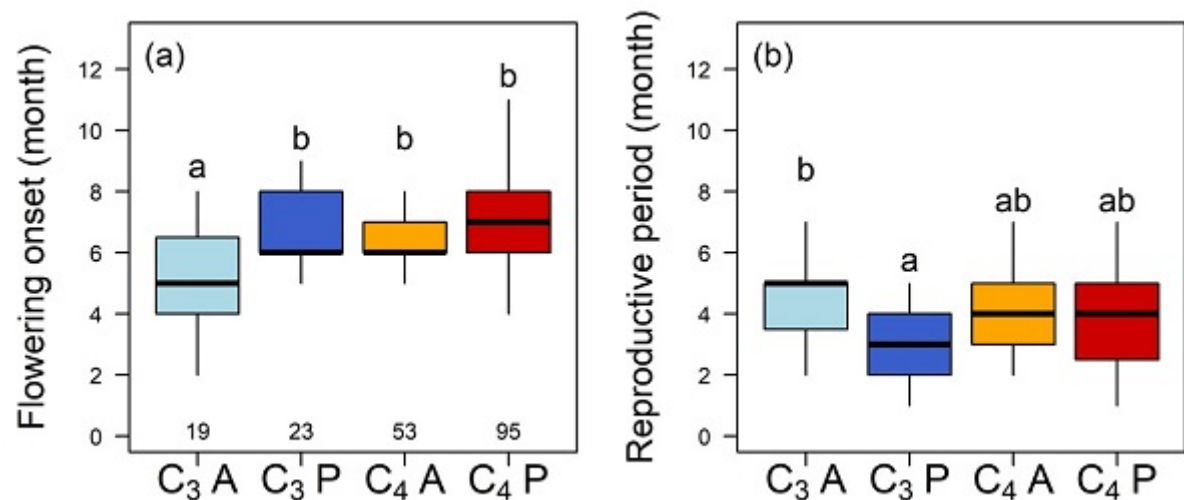 Flowering onset (month)
(a)
12
10
8
6
4
2
0
a
b
b
b
19 23 53 95
C₃ A C₃ P C₄ A C₄ P
Reproductive period (month)
(b)
12
10
8
6
4
2
0
b
a
ab
ab
C₃ A C₃ P C₄ A C₄ P